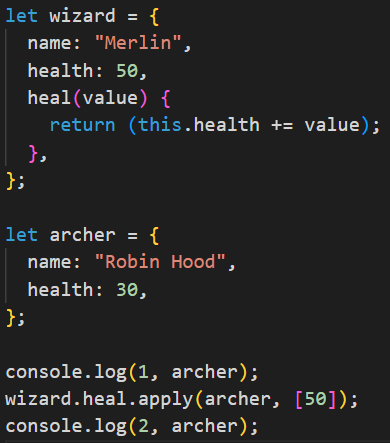 let wizard = {
  name: "Merlin",
  health: 50,
  heal(value) {
    return (this.health += value);
  },
};

let archer = {
  name: "Robin Hood",
  health: 30,
};

console.log(1, archer);
wizard.heal.apply(archer, [50]);
console.log(2, archer);